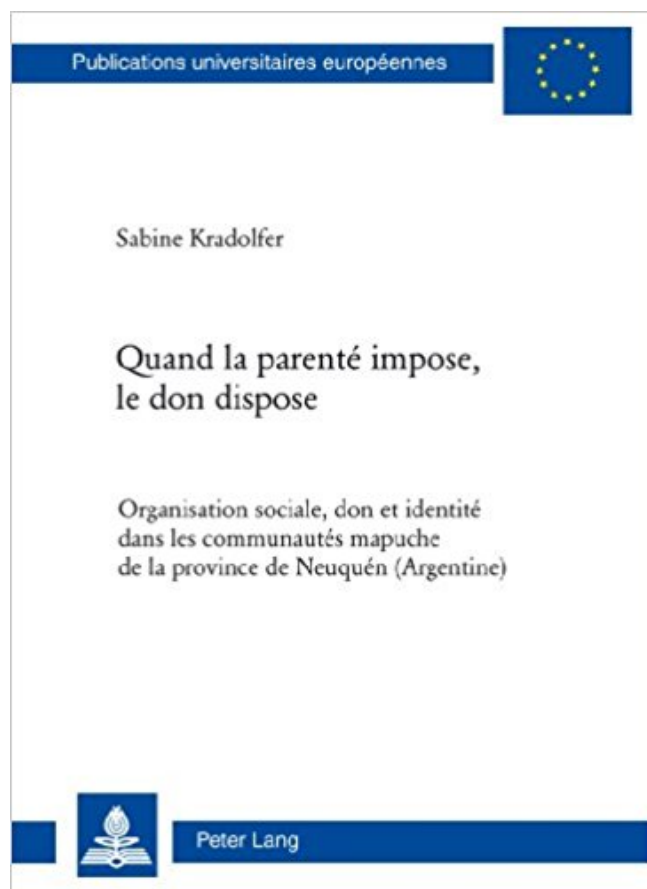 Publications universitaires européennes
Sabine Kradolfer
Quand la parenté impose,
le don dispose
Organisation sociale, don et identité
dans les communautés mapuche
de la province de Neuquén (Argentine)
Peter Lang